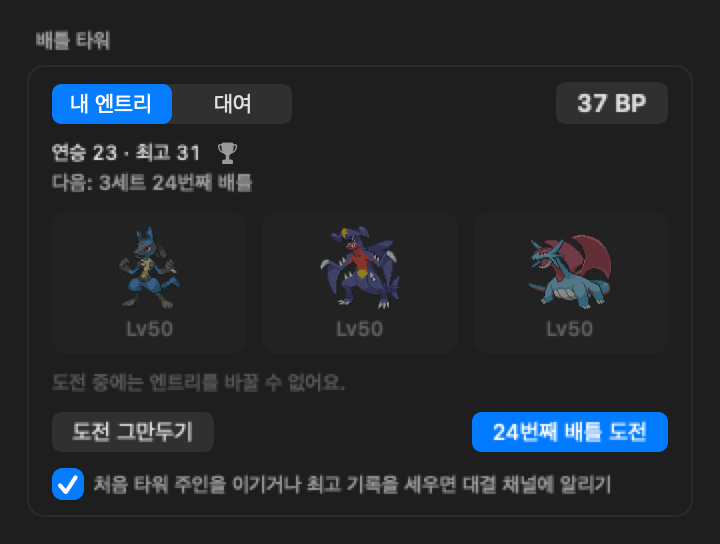 배틀 타워
내 엔트리 대여 37 BP
연승 23 · 최고 31
다음: 3세트 24번째 배틀
Lv50 Lv50 Lv50
도전 중에는 엔트리를 바꿀 수 없어요.
도전 그만두기 24번째 배틀 도전
처음 타워 주인을 이기거나 최고 기록을 세우면 대결 채널에 알리기